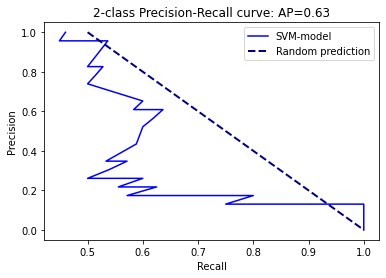 2-class Precision-Recall curve: AP=0.63
SVM-model
Random prediction
Precision
1.0
0.8
0.6
0.4
0.2
0.0
0.5 0.6 0.7 0.8 0.9 1.0
Recall